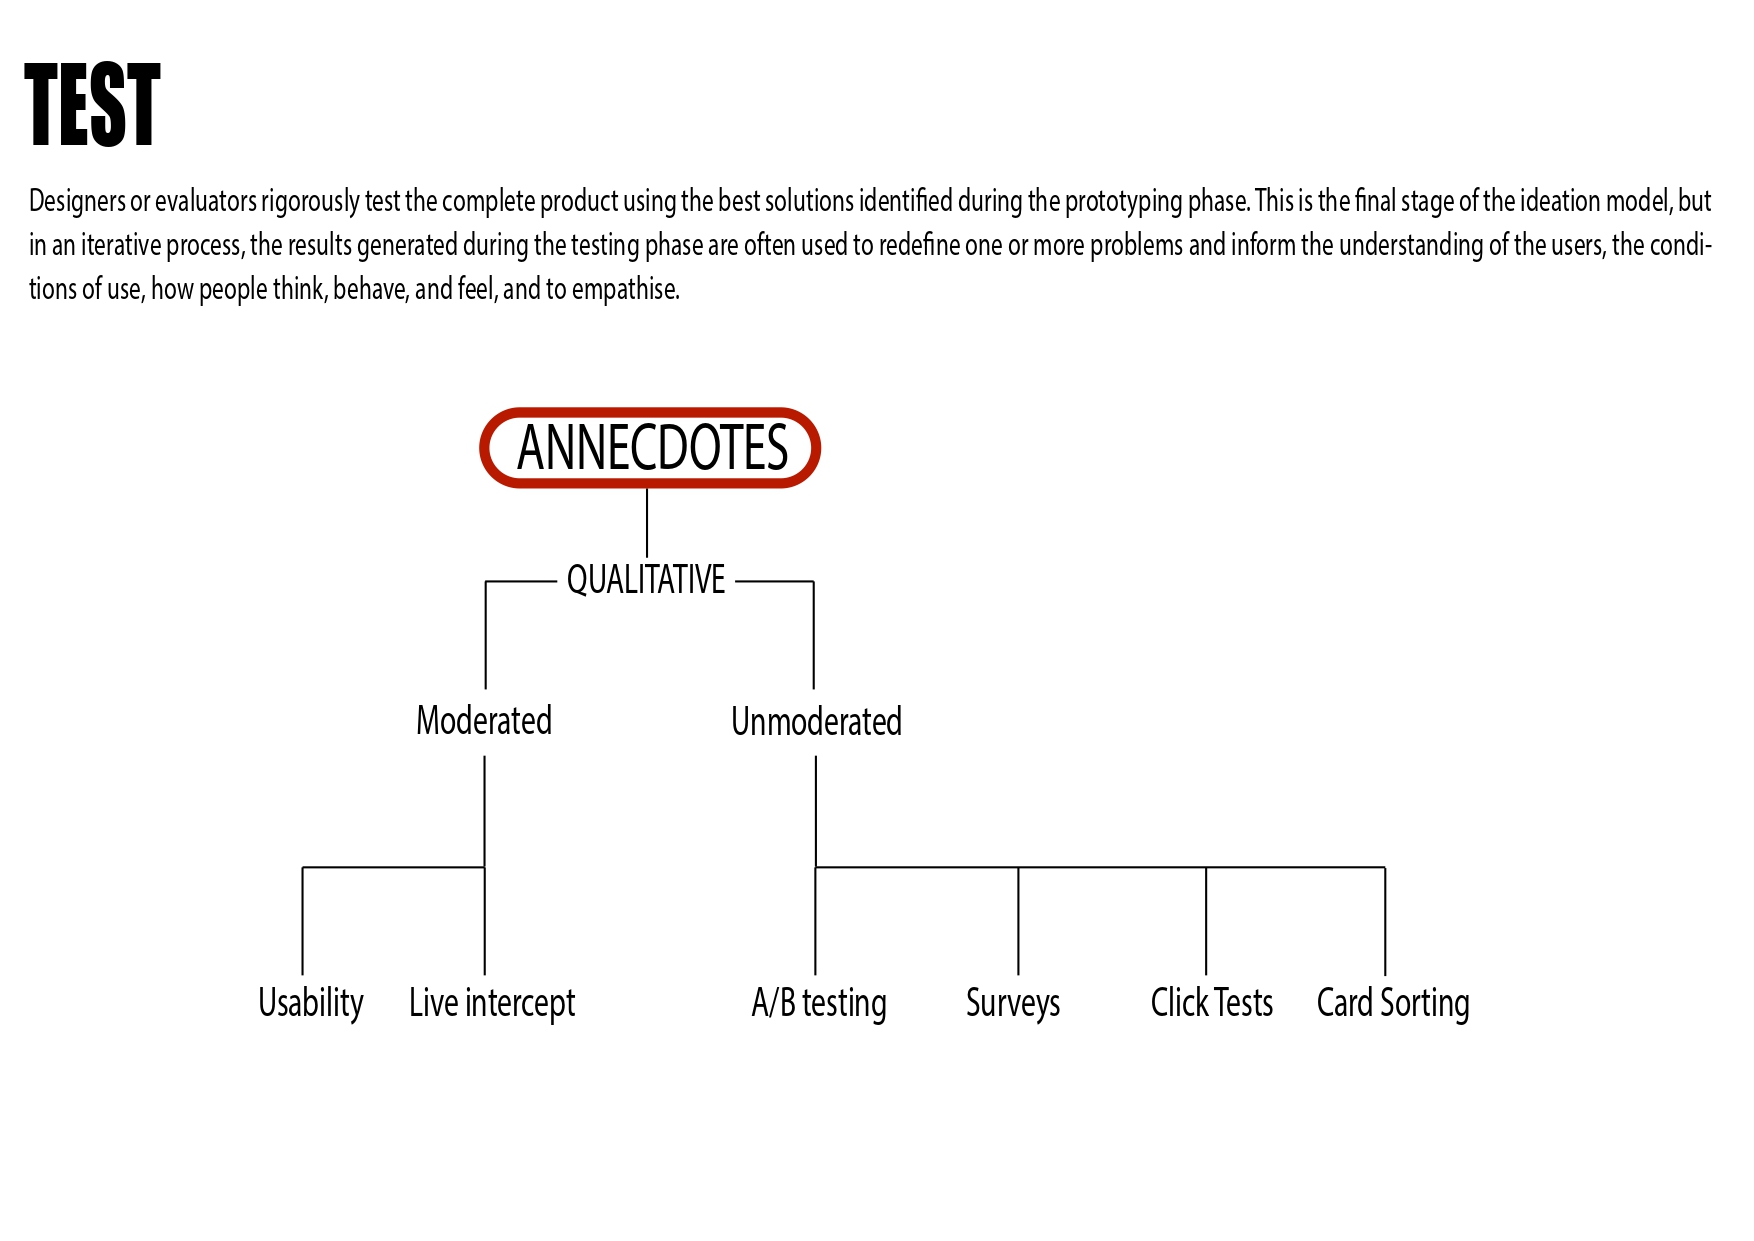 TEST
Designers or evaluators rigorously test the complete product using the best solutions identified during the prototyping phase. This is the final stage of the ideation model, but
in an iterative process, the results generated during the testing phase are often used to redefine one or more problems and inform the understanding of the users, the condi-
tions of use, how people think, behave, and feel, and to empathise.
ANNECDOTES
QUALITATIVE
Moderated
Unmoderated
Usability
Live intercept
A/B testing
Surveys
Click Tests
Card Sorting